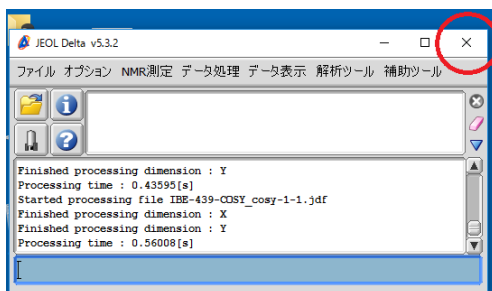 JEOL Delta v5.3.2
ファイル オプション NMR測定 データ処理 データ表示 解析ツール 補助ツール
Finished processing dimension : Y
Processing time : 0.43595[s]
Started processing file IBE-439-COSY_cosy-1-1.jdf
Finished processing dimension : X
Finished processing dimension : Y
Processing time : 0.56008[s]